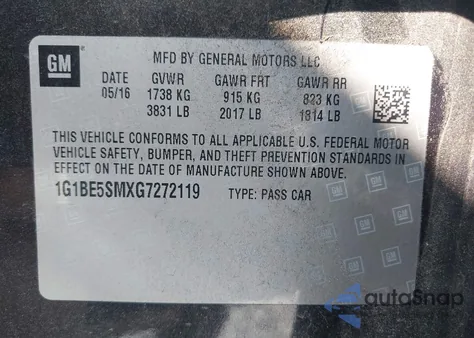 GM
MFD BY GENERAL MOTORS LLC
DATE GVWR GAWR FRT GAWR RR
05/16 1738 KG 915 KG 823 KG
3831 LB 2017 LB 1814 LB
THIS VEHICLE CONFORMS TO ALL APPLICABLE U.S. FEDERAL MOTOR
VEHICLE SAFETY, BUMPER, AND THEFT PREVENTION STANDARDS IN
EFFECT ON THE DATE OF MANUFACTURE SHOWN ABOVE.
1G1BE5SMXG7272119 TYPE: PASS CAR
autoSnap